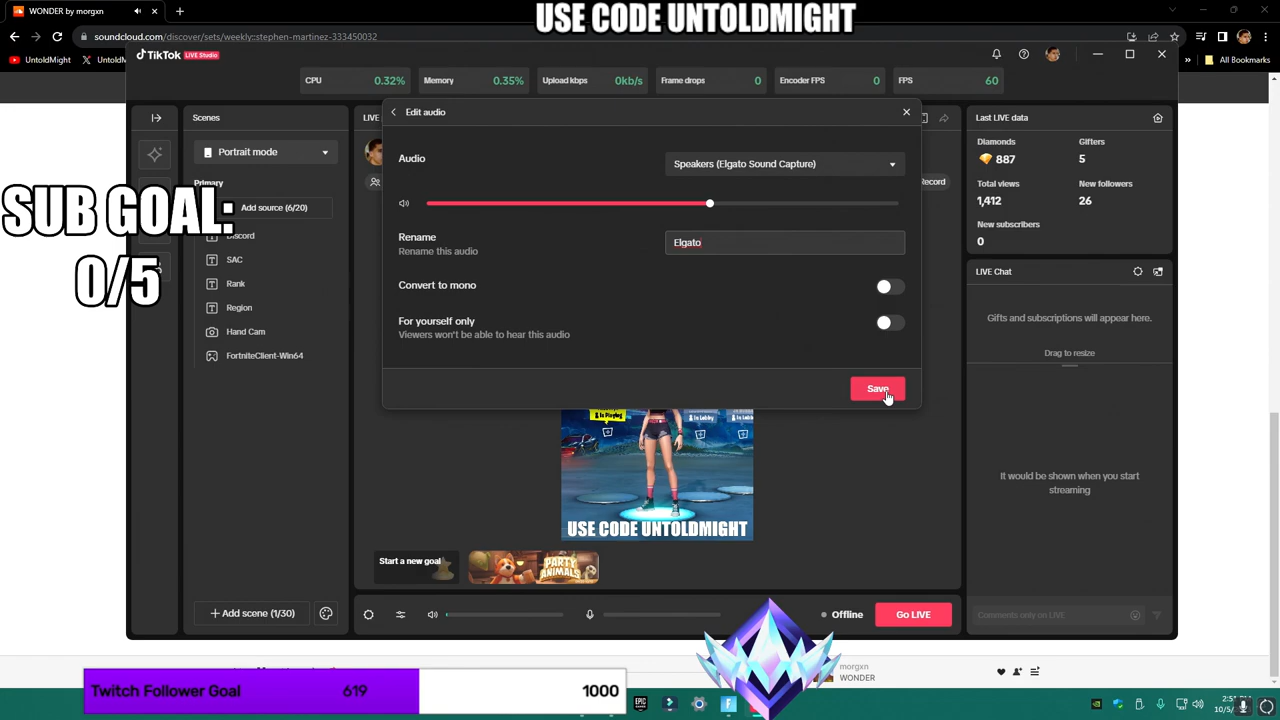 WONDER by morgxn
USE CODE UNTOLDMIGHT
soundcloud.com/discover/sets/weekly::stephen-martinez-333450032
UntoldMight
UntoldM
All Bookmarks
TikTok LIVE Studio
CPU 0.32%
Memory 0.35%
Upload kbps 0kb/s
Frame drops 0
Encoder FPS 0
FPS 60
Scenes
LIVE
Edit audio
Last LIVE data
Portrait mode
Audio
Speakers (Elgato Sound Capture)
Diamonds
Gifters
887
5
Primary
Record
Total views
New followers
1,412
26
SUB GOAL:
0/5
Add source (6/20)
New subscribers
0
Discord
Rename
Rename this audio
Elgato
SAC
LIVE Chat
Rank
Convert to mono
Region
For yourself only
Viewers won't be able to hear this audio
Gifts and subscriptions will appear here.
Hand Cam
Drag to resize
FortniteClient-Win64
Save
Is Playing
In Lobby
It would be shown when you start
streaming
USE CODE UNTOLDMIGHT
Start a new goal
PARTY
ANIMALS
Add scene (1/30)
Offline
Go LIVE
Comments only on LIVE
morgxn
WONDER
Twitch Follower Goal 619 1000
EPIC